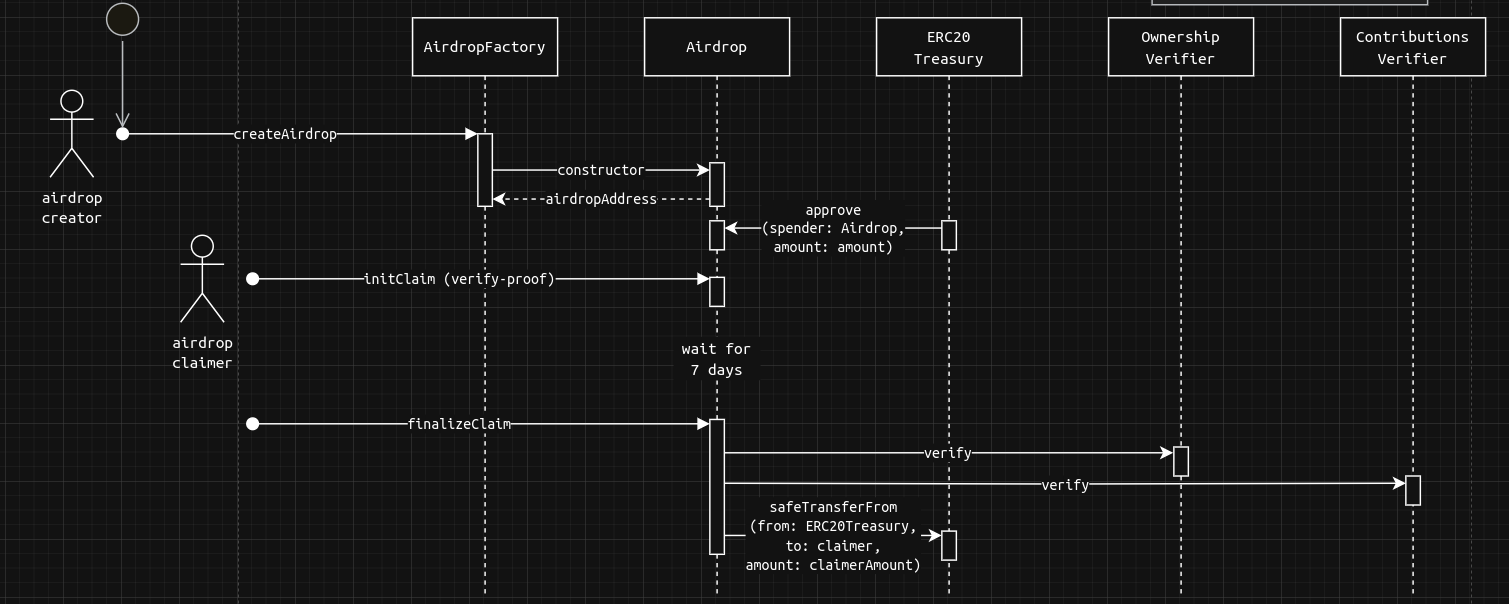 AirdropFactory
Airdrop
ERC20
Treasury
Ownership
Verifier
Contributions
Verifier
createAirdrop
airdrop
creator
constructor
airdropAddress
approve
(spender: Airdrop,
amount: amount)
initClaim (verify-proof)
airdrop
claimer
wait for
7 days
finalizeClaim
verify
verify
safeTransferFrom
(from: ERC20Treasury,
to: claimer,
amount: claimerAmount)